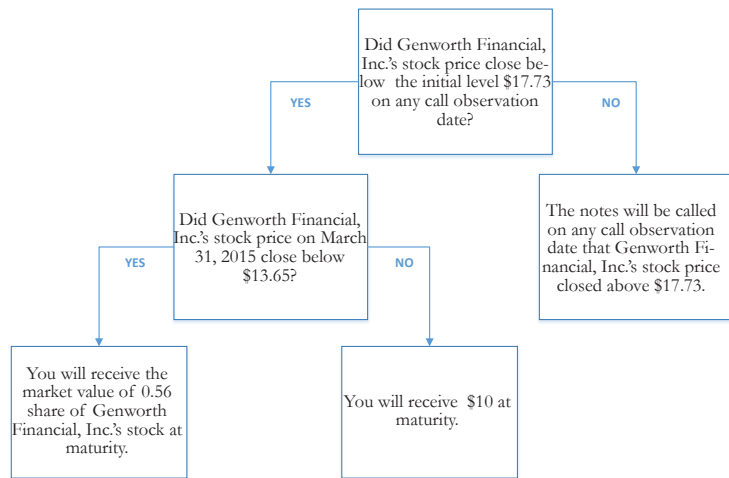 Did Genworth Financial,
Inc.'s stock price close be-
low the initial level $17.73
on any call observation
date?
YES
NO
Did Genworth Financial,
Inc.'s stock price on March
31, 2015 close below
$13.65?
The notes will be called
on any call observation
date that Genworth Fi-
nancial, Inc.'s stock price
closed above $17.73.
YES
NO
You will receive the
market value of 0.56
share of Genworth
Financial, Inc.'s stock at
maturity.
You will receive $10 at
maturity.